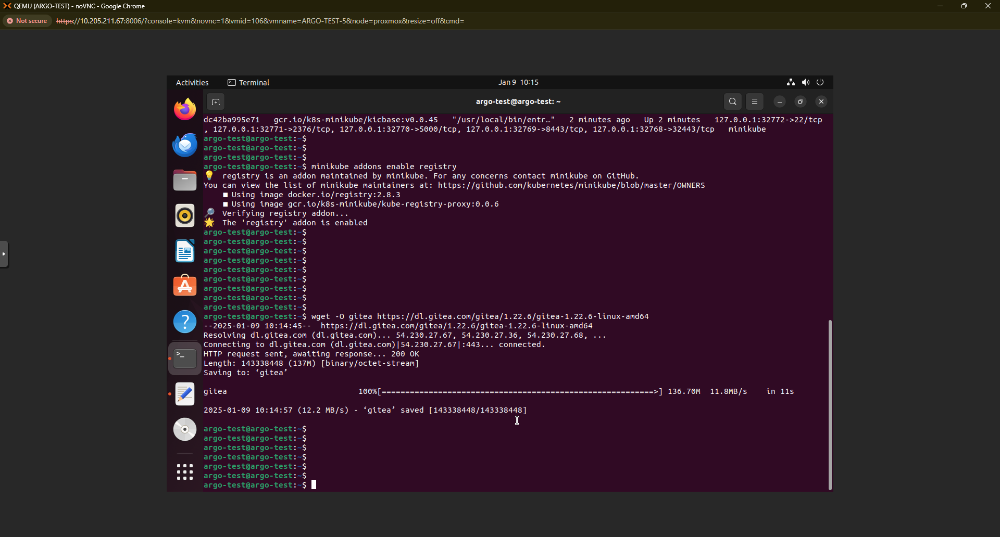 QEMU (ARGO-TEST) - noVNC - Google Chrome
Not secure https://10.205.211.67:8006/?console=kvm&novnc=1&vmid=106&vmname=ARGO-TEST-5&node=proxmox&resize=off&cmd=
Activities Terminal Jan 9 10:15
argo-test@argo-test: ~
dc42ba995e71 gcr.io/k8s-minikube/kicbase:v0.0.45 "/usr/local/bin/entr…" 2 minutes ago Up 2 minutes 127.0.0.1:32772->22/tcp
, 127.0.0.1:32771->2376/tcp, 127.0.0.1:32770->5000/tcp, 127.0.0.1:32769->8443/tcp, 127.0.0.1:32768->32443/tcp minikube
argo-test@argo-test:~$
argo-test@argo-test:~$
argo-test@argo-test:~$
argo-test@argo-test:~$ minikube addons enable registry
💡 registry is an addon maintained by minikube. For any concerns contact minikube on GitHub.
You can view the list of minikube maintainers at: https://github.com/kubernetes/minikube/blob/master/OWNERS
■ Using image docker.io/registry:2.8.3
■ Using image gcr.io/k8s-minikube/kube-registry-proxy:0.0.6
🔎 Verifying registry addon...
🌟 The 'registry' addon is enabled
argo-test@argo-test:~$
argo-test@argo-test:~$
argo-test@argo-test:~$
argo-test@argo-test:~$
argo-test@argo-test:~$
argo-test@argo-test:~$
argo-test@argo-test:~$
argo-test@argo-test:~$
argo-test@argo-test:~$
argo-test@argo-test:~$ wget -O gitea https://dl.gitea.com/gitea/1.22.6/gitea-1.22.6-linux-amd64
--2025-01-09 10:14:45-- https://dl.gitea.com/gitea/1.22.6/gitea-1.22.6-linux-amd64
Resolving dl.gitea.com (dl.gitea.com)... 54.230.27.67, 54.230.27.36, 54.230.27.68, ...
Connecting to dl.gitea.com (dl.gitea.com)|54.230.27.67|:443... connected.
HTTP request sent, awaiting response... 200 OK
Length: 143338448 (137M) [binary/octet-stream]
Saving to: ‘gitea’
gitea 100%[==========================================================>] 136.70M 11.8MB/s in 11s
2025-01-09 10:14:57 (12.2 MB/s) - ‘gitea’ saved [143338448/143338448]
argo-test@argo-test:~$
argo-test@argo-test:~$
argo-test@argo-test:~$
argo-test@argo-test:~$
argo-test@argo-test:~$
argo-test@argo-test:~$
argo-test@argo-test:~$